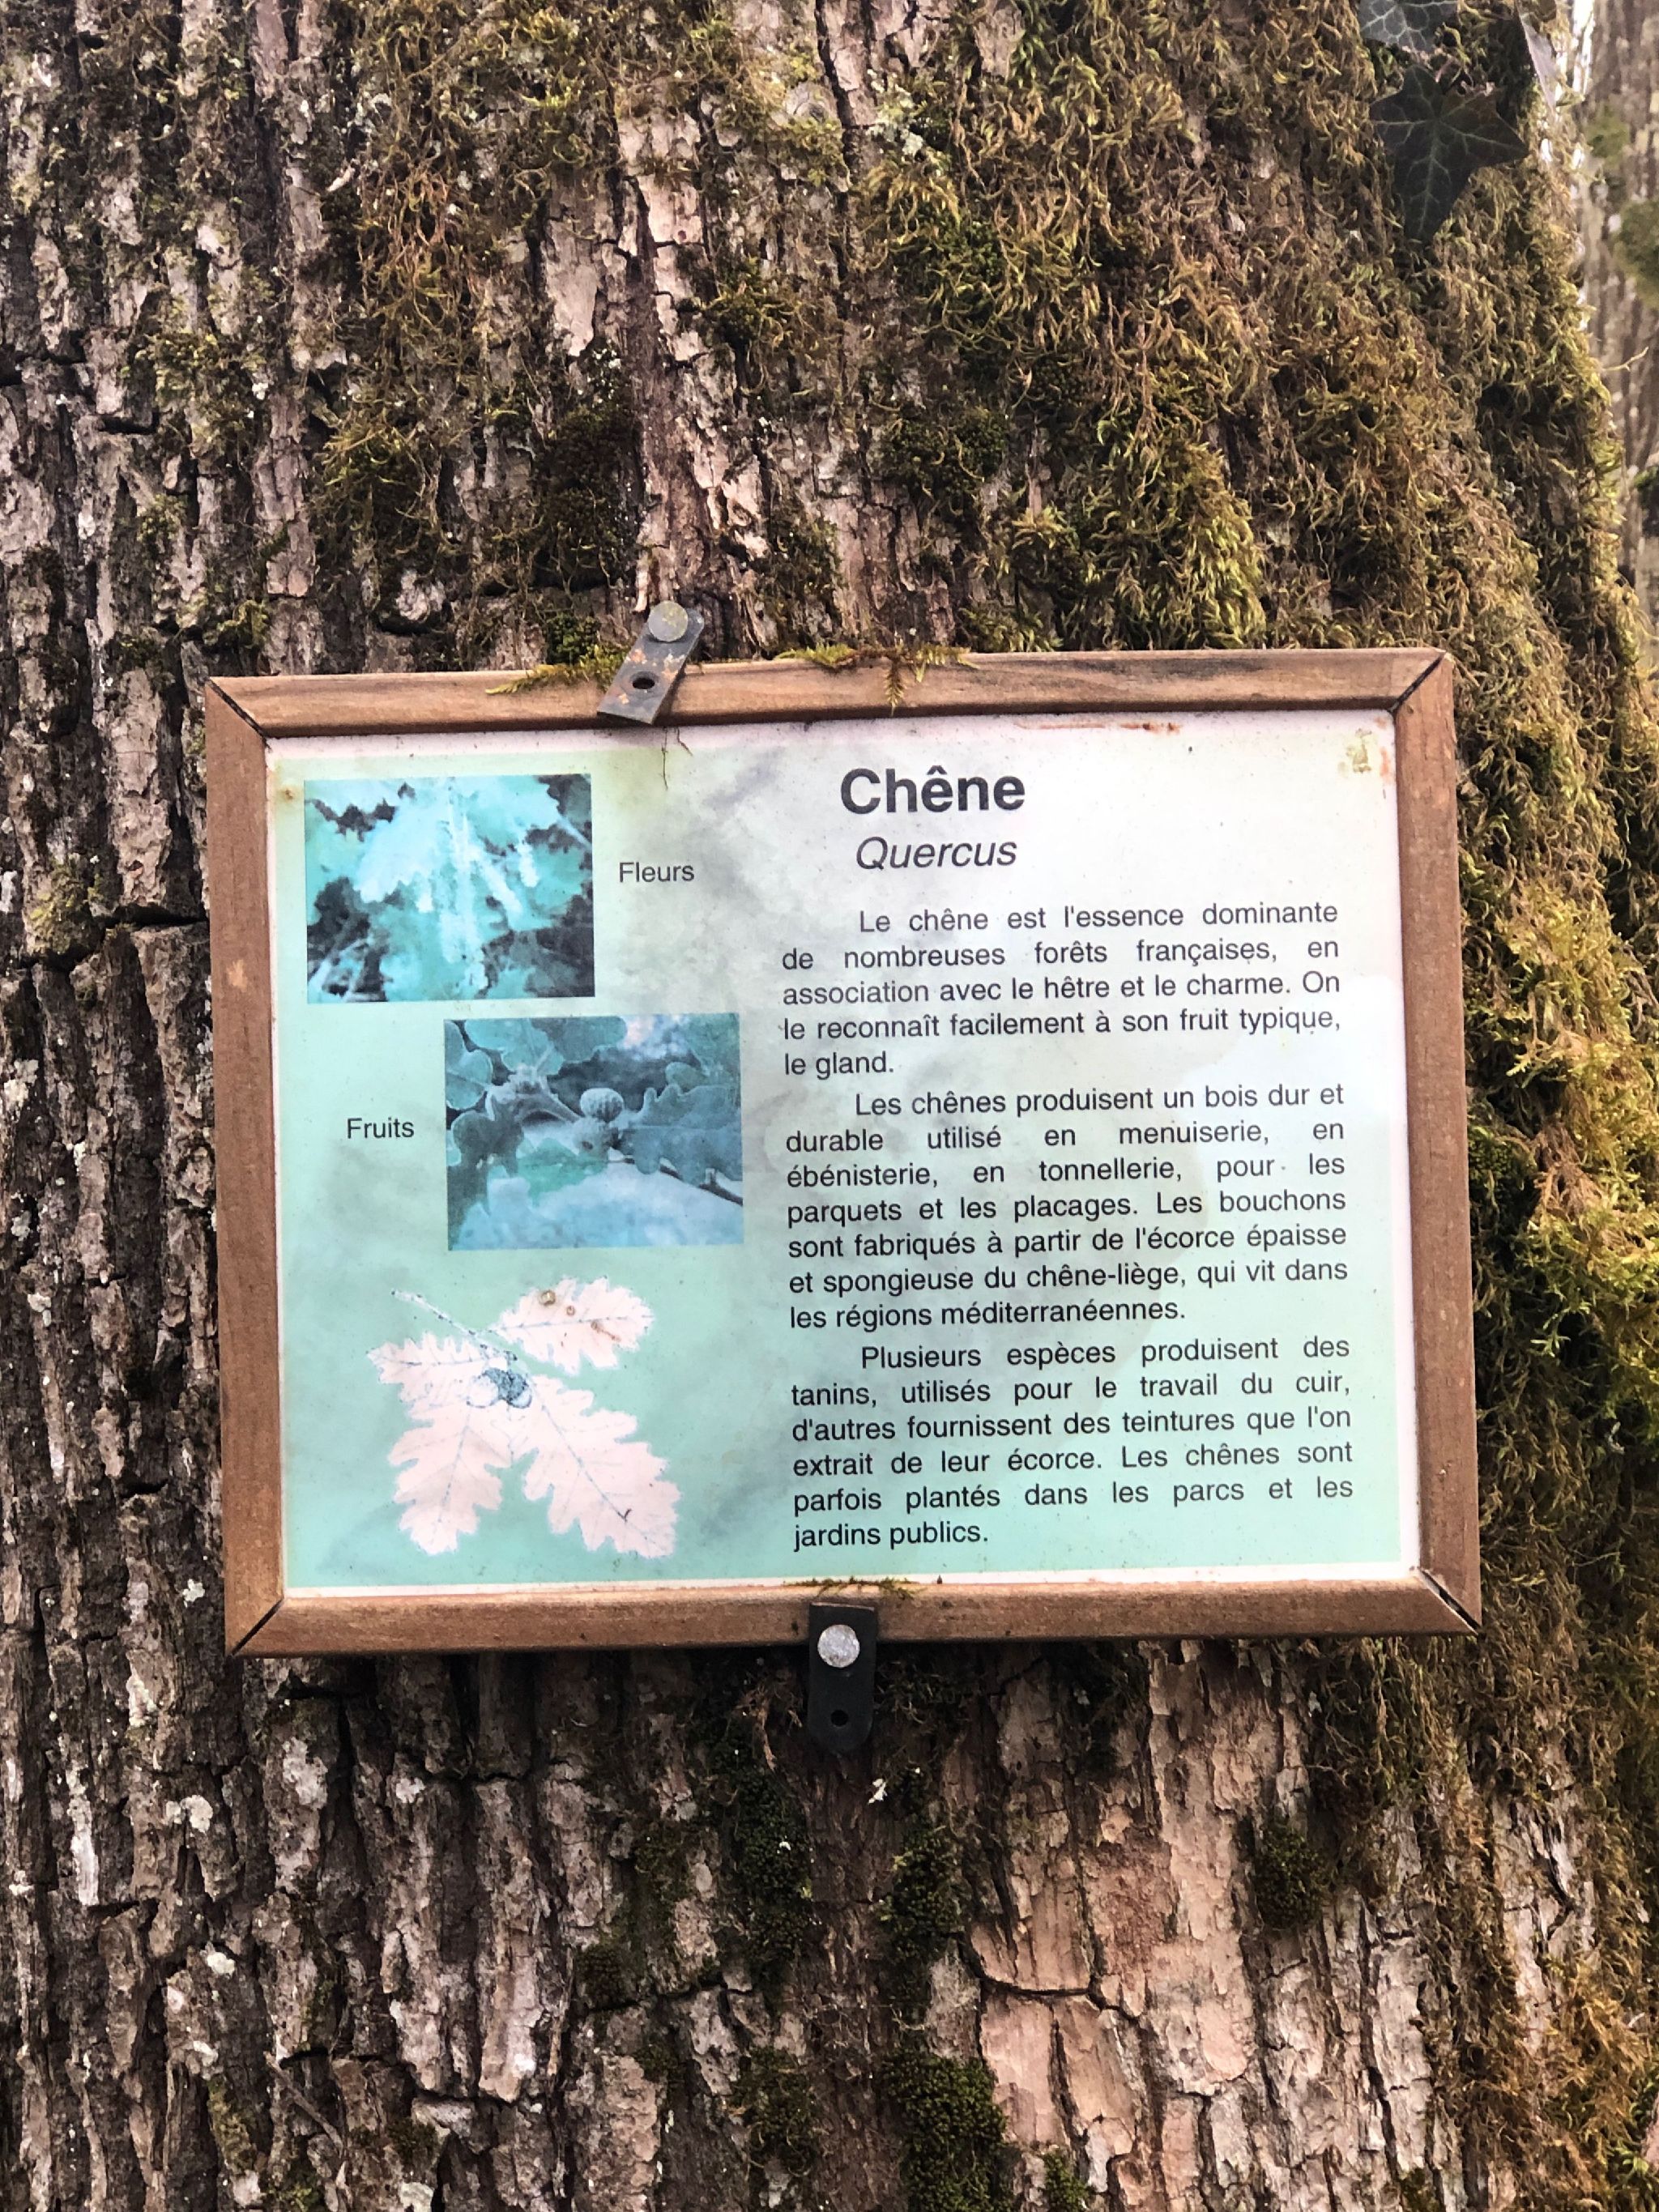 Chêne
Quercus
Fleurs
Fruits
Le chêne est l'essence dominante
de nombreuses forêts françaises, en
association avec le hêtre et le charme. On
le reconnaît facilement à son fruit typique,
le gland.
Les chênes produisent un bois dur et
durable utilisé en menuiserie, en
ébénisterie, en tonnellerie, pour les
parquets et les placages. Les bouchons
sont fabriqués à partir de l'écorce épaisse
et spongieuse du chêne-liège, qui vit dans
les régions méditerranéennes.
Plusieurs espèces produisent des
tanins, utilisés pour le travail du cuir,
d'autres fournissent des teintures que l'on
extrait de leur écorce. Les chênes sont
parfois plantés dans les parcs et les
jardins publics.